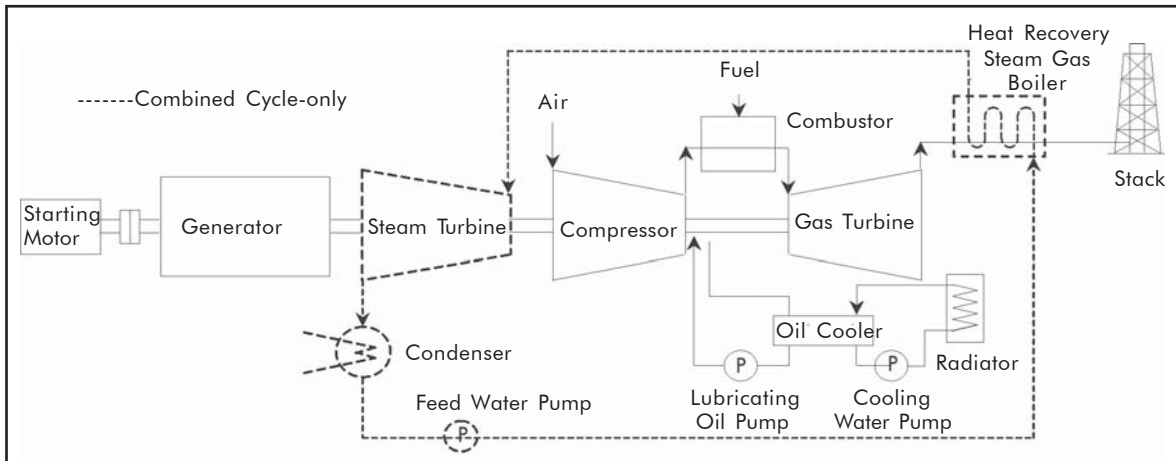 Heat Recovery
Steam Gas
Boiler
Fuel
-------Combined Cycle-only
Air
Combustor
Stack
Starting
Motor
Generator
Steam Turbine
Compressor
Gas Turbine
Oil Cooler
Condenser
P
P
Radiator
Feed Water Pump
Lubricating
Oil Pump
Cooling
Water Pump
P